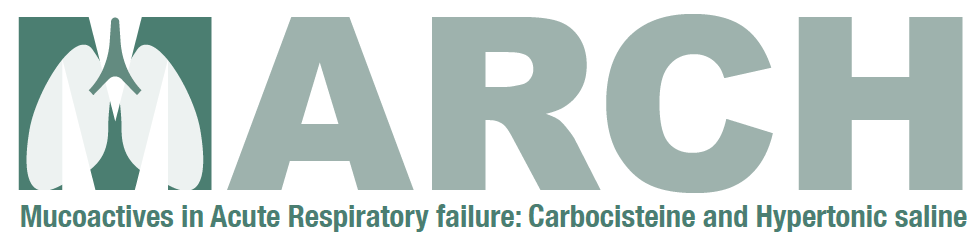 MARCH
Mucoactives in Acute Respiratory failure: Carbocisteine and Hypertonic saline